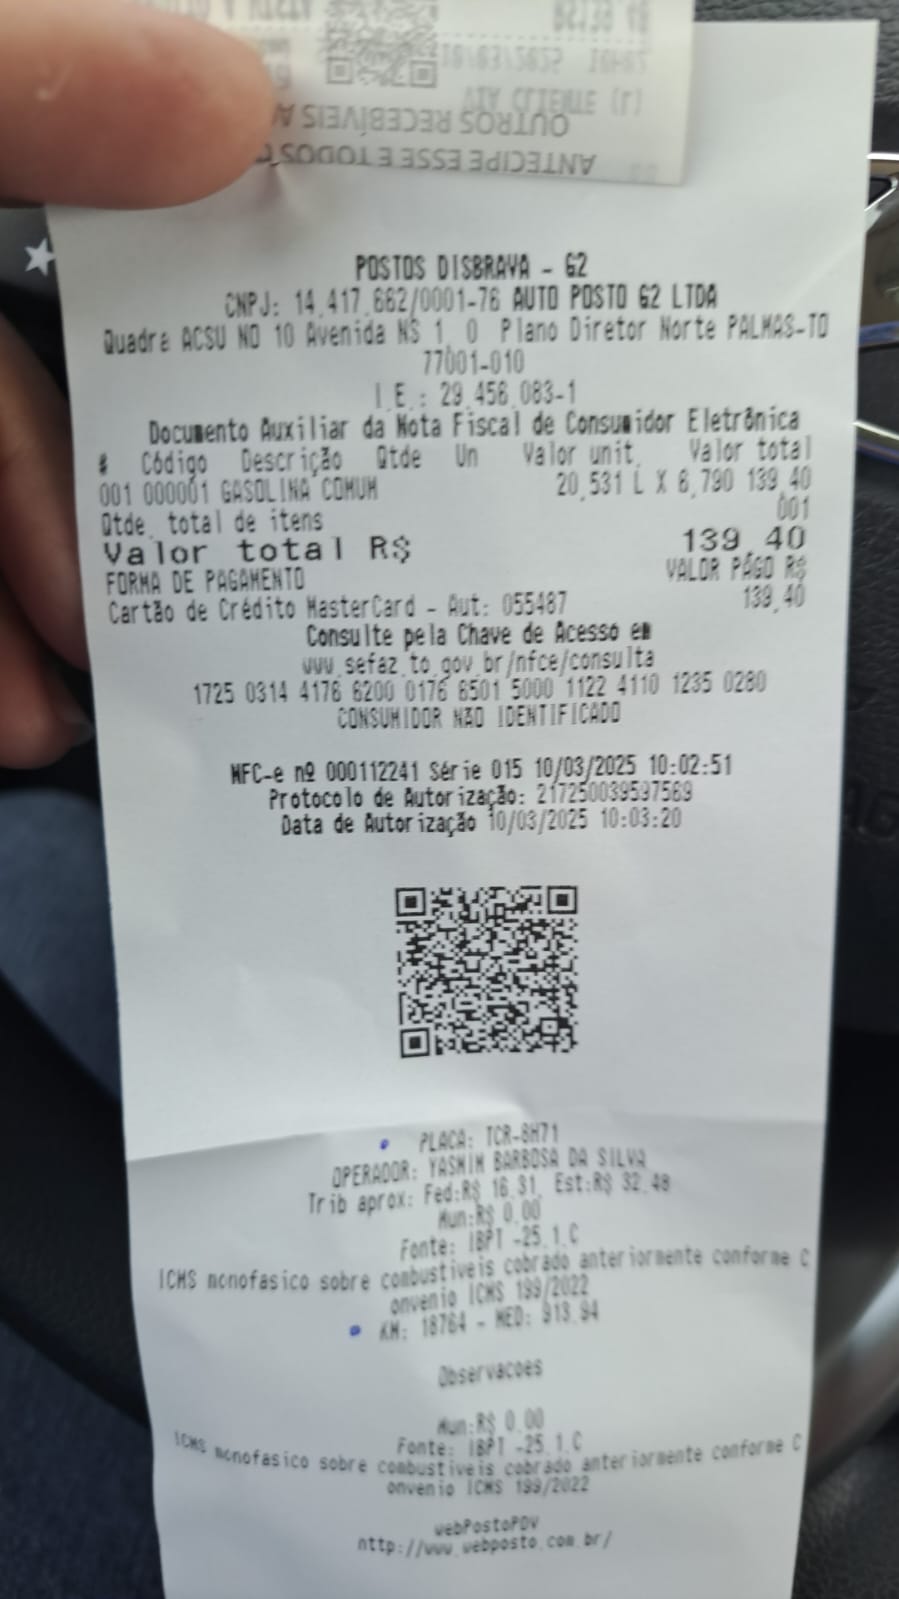 VIA CLIENTE (r)
OUTROS RECEBÍVEIS
ANTECIPE ESSE E TODOS
POSTOS DISBRAVA - G2
CNPJ: 14.417.662/0001-76 AUTO POSTO G2 LTDA
Quadra ACSU NO 10 Avenida NS 1, 0 Plano Diretor Norte PALMAS-TO
77001-010
I.E.: 29.456.083-1
Documento Auxiliar da Nota Fiscal de Consumidor Eletrônica
# Código Descrição Qtde Un Valor unit. Valor total
001 000001 GASOLINA COMUM 20,531 L X 6,790 139,40
Qtde. total de itens 001
Valor total R$ 139,40
FORMA DE PAGAMENTO VALOR PAGO R$
Cartão de Crédito MasterCard - Aut: 055487 139,40
Consulte pela Chave de Acesso em
www.sefaz.to.gov.br/nfce/consulta
1725 0314 4176 6200 0176 6501 5000 1122 4110 1235 0280
CONSUMIDOR NÃO IDENTIFICADO
NFC-e nº 000112241 Série 015 10/03/2025 10:02:51
Protocolo de Autorização: 217250039597569
Data de Autorização 10/03/2025 10:03:20
PLACA: TCR-8H71
OPERADOR: YASMIM BARBOSA DA SILVA
Trib aprox: Fed:R$ 16.31, Est:R$ 32.48
Mun:R$ 0.00
Fonte: IBPT -25.1.C
ICMS monofasico sobre combustiveis cobrado anteriormente conforme C
onvenio ICMS 199/2022
KM: 18764 - MED: 913.94
Observacoes
Mun:R$ 0.00
Fonte: IBPT -25.1.C
ICMS monofasico sobre combustiveis cobrado anteriormente conforme C
onvenio ICMS 199/2022
webPostoPDV
http://www.webposto.com.br/